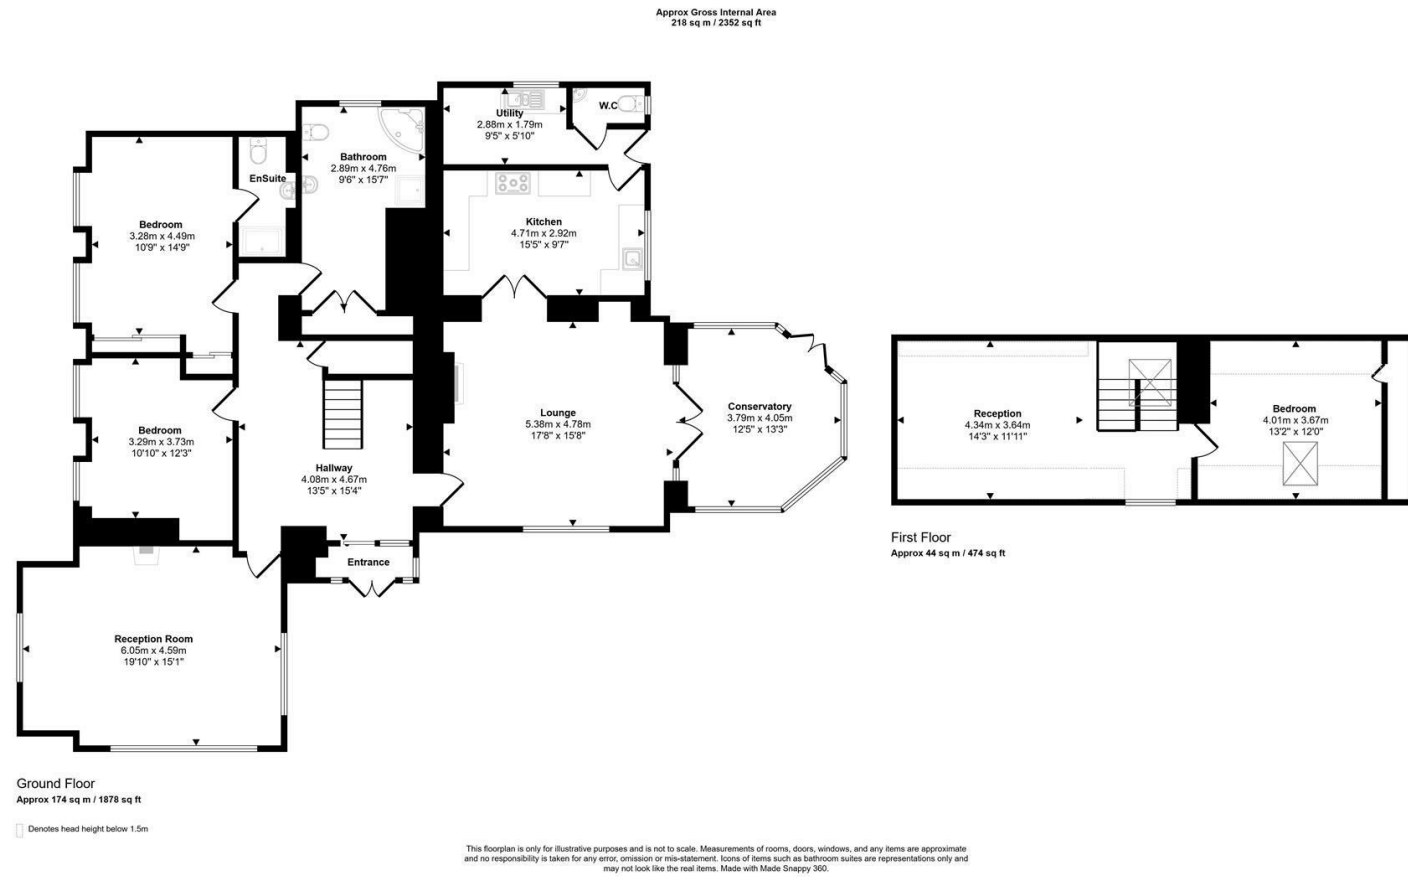 Approx Gross Internal Area
218 sq m / 2352 sq ft
Utility
2.88m x 1.79m
9'5" x 5'10"
W.C
Bathroom
2.89m x 4.76m
9'6" x 15'7"
EnSuite
Bedroom
3.28m x 4.49m
10'9" x 14'9"
Kitchen
4.71m x 2.92m
15'5" x 9'7"
Bedroom
3.29m x 3.73m
10'10" x 12'3"
Hallway
4.08m x 4.67m
13'5" x 15'4"
Lounge
5.38m x 4.78m
17'8" x 15'8"
Conservatory
3.79m x 4.05m
12'5" x 13'3"
Entrance
Reception Room
6.05m x 4.59m
19'10" x 15'1"
Reception
4.34m x 3.64m
14'3" x 11'11"
Bedroom
4.01m x 3.67m
13'2" x 12'0"
First Floor
Approx 44 sq m / 474 sq ft
Ground Floor
Approx 174 sq m / 1878 sq ft
Denotes head height below 1.5m
This floorplan is only for illustrative purposes and is not to scale. Measurements of rooms, doors, windows, and any items are approximate
and no responsibility is taken for any error, omission or mis-statement. Icons of items such as bathroom suites are representations only and
may not look like the real items. Made with Made Snappy 360.